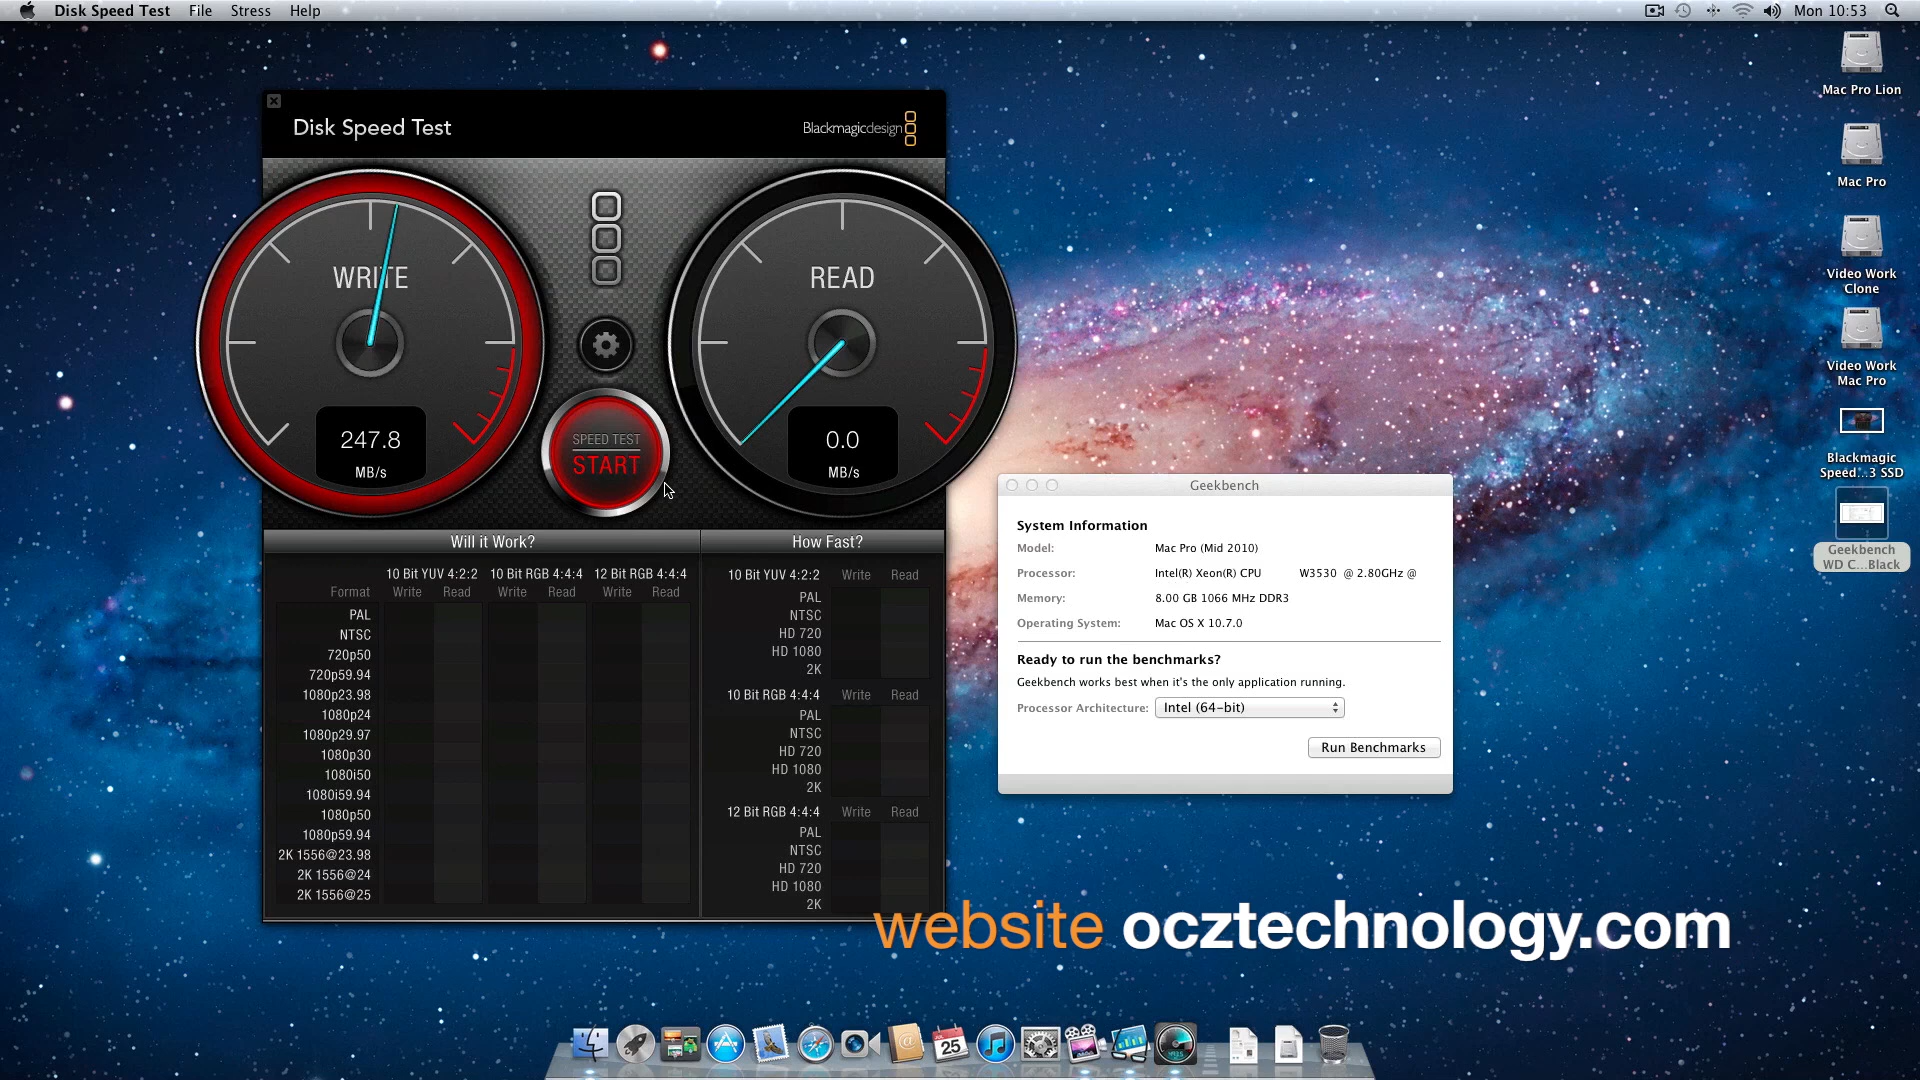 Disk Speed Test File Stress Help
Mon 10:53
Mac Pro Lion
Mac Pro
Video Work
Clone
Video Work
Mac Pro
Blackmagic
Speed...3 SSD
Geekbench
WD C...Black
Disk Speed Test
Blackmagicdesign
WRITE
247.8
MB/s
READ
0.0
MB/s
SPEED TEST
START
Will it Work?
10 Bit YUV 4:2:2 10 Bit RGB 4:4:4 12 Bit RGB 4:4:4
Format Write Read Write Read Write Read
PAL
NTSC
720p50
720p59.94
1080p23.98
1080p24
1080p29.97
1080p30
1080i50
1080i59.94
1080p50
1080p59.94
2K 1556@23.98
2K 1556@24
2K 1556@25
How Fast?
10 Bit YUV 4:2:2 Write Read
PAL
NTSC
HD 720
HD 1080
2K
10 Bit RGB 4:4:4 Write Read
PAL
NTSC
HD 720
HD 1080
2K
12 Bit RGB 4:4:4 Write Read
PAL
NTSC
HD 720
HD 1080
2K
Geekbench
System Information
Model: Mac Pro (Mid 2010)
Processor: Intel(R) Xeon(R) CPU W3530 @ 2.80GHz @
Memory: 8.00 GB 1066 MHz DDR3
Operating System: Mac OS X 10.7.0
Ready to run the benchmarks?
Geekbench works best when it's the only application running.
Processor Architecture: Intel (64-bit)
Run Benchmarks
website ocztechnology.com
25